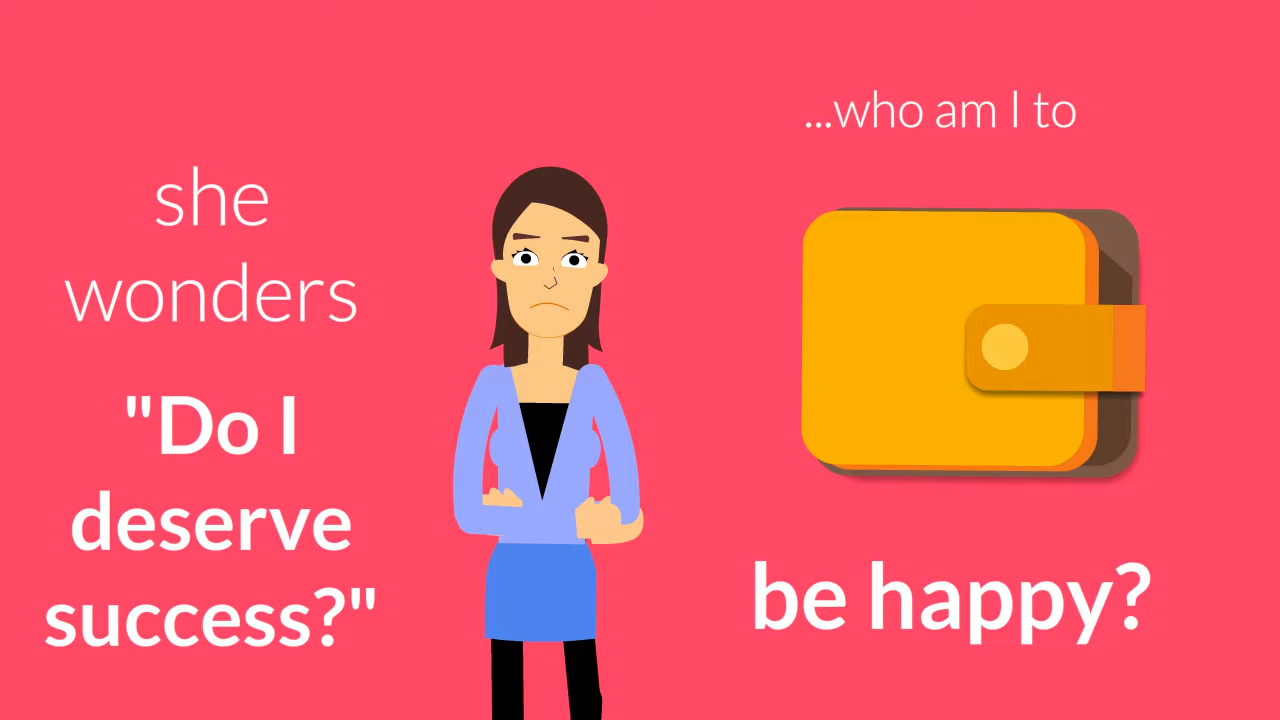 she
wonders
"Do I
deserve
success?"
...who am I to
be happy?